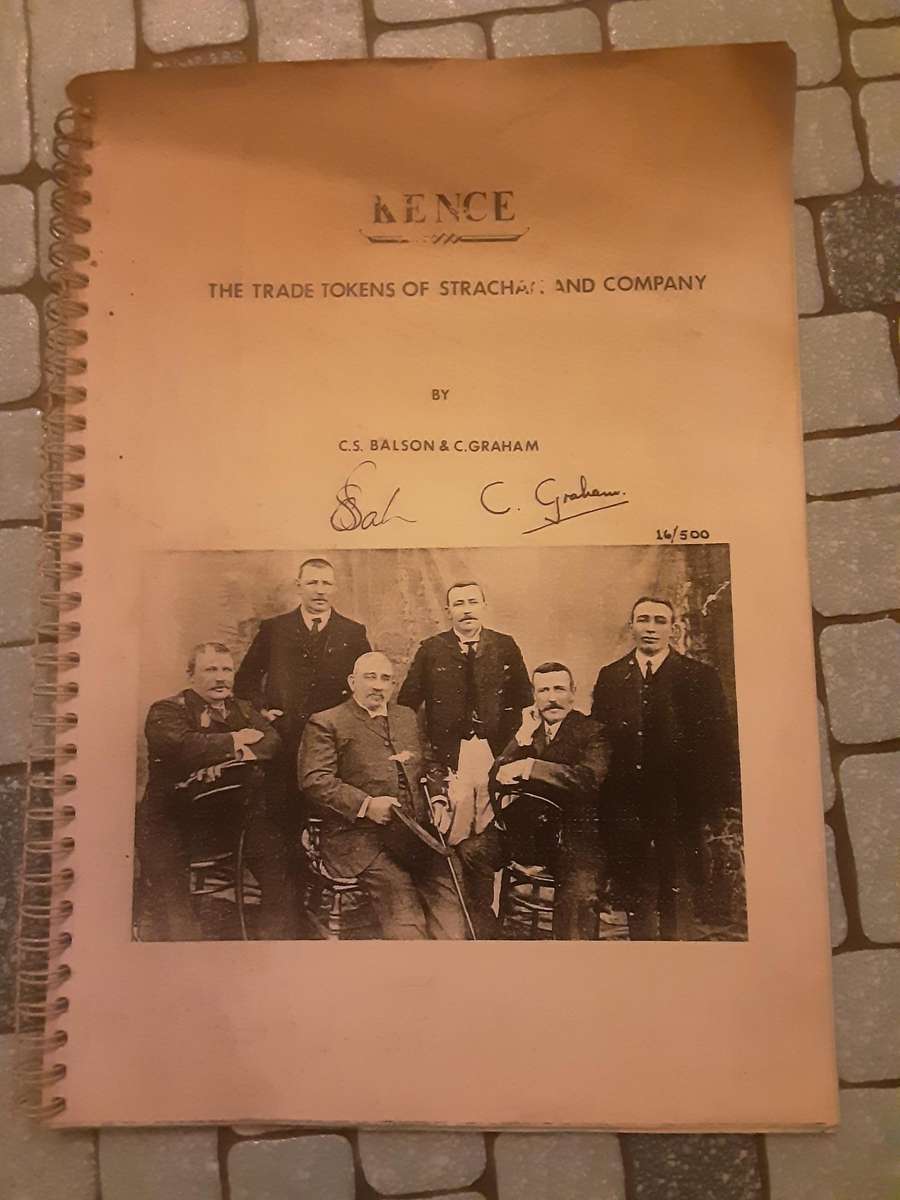 KENCE
THE TRADE TOKENS OF STRACHAN AND COMPANY
BY
C.S. BALSON & C.GRAHAM
C. Graham.
16/500